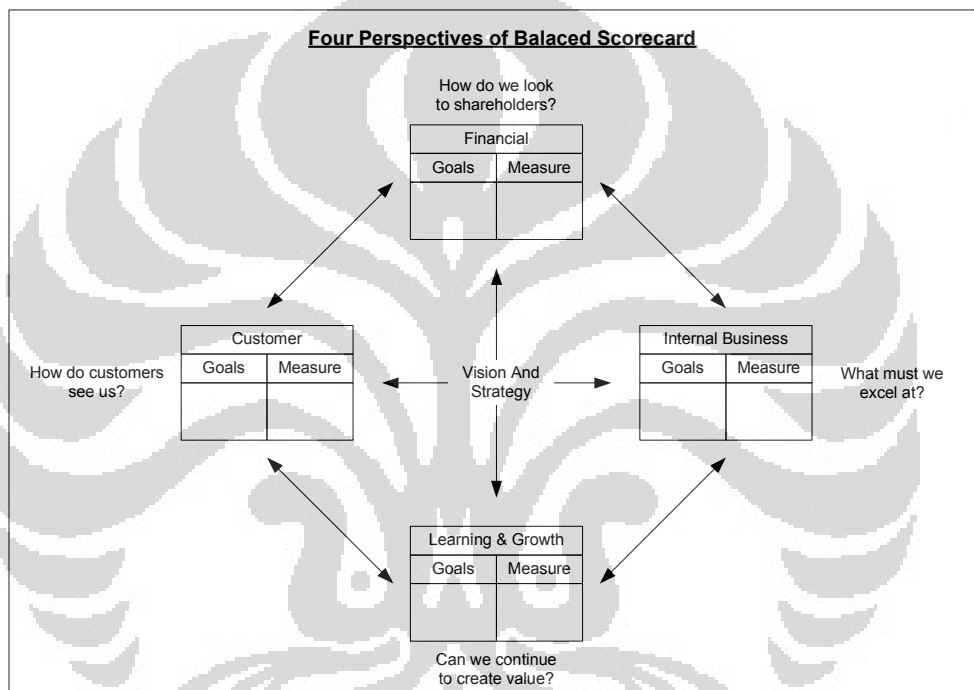 Four Perspectives of Balaced Scorecard
How do we look
to shareholders?
Financial
Goals Measure
Customer
Goals Measure
How do customers
see us?
Vision And
Strategy
Internal Business
Goals Measure
What must we
excel at?
Learning & Growth
Goals Measure
Can we continue
to create value?